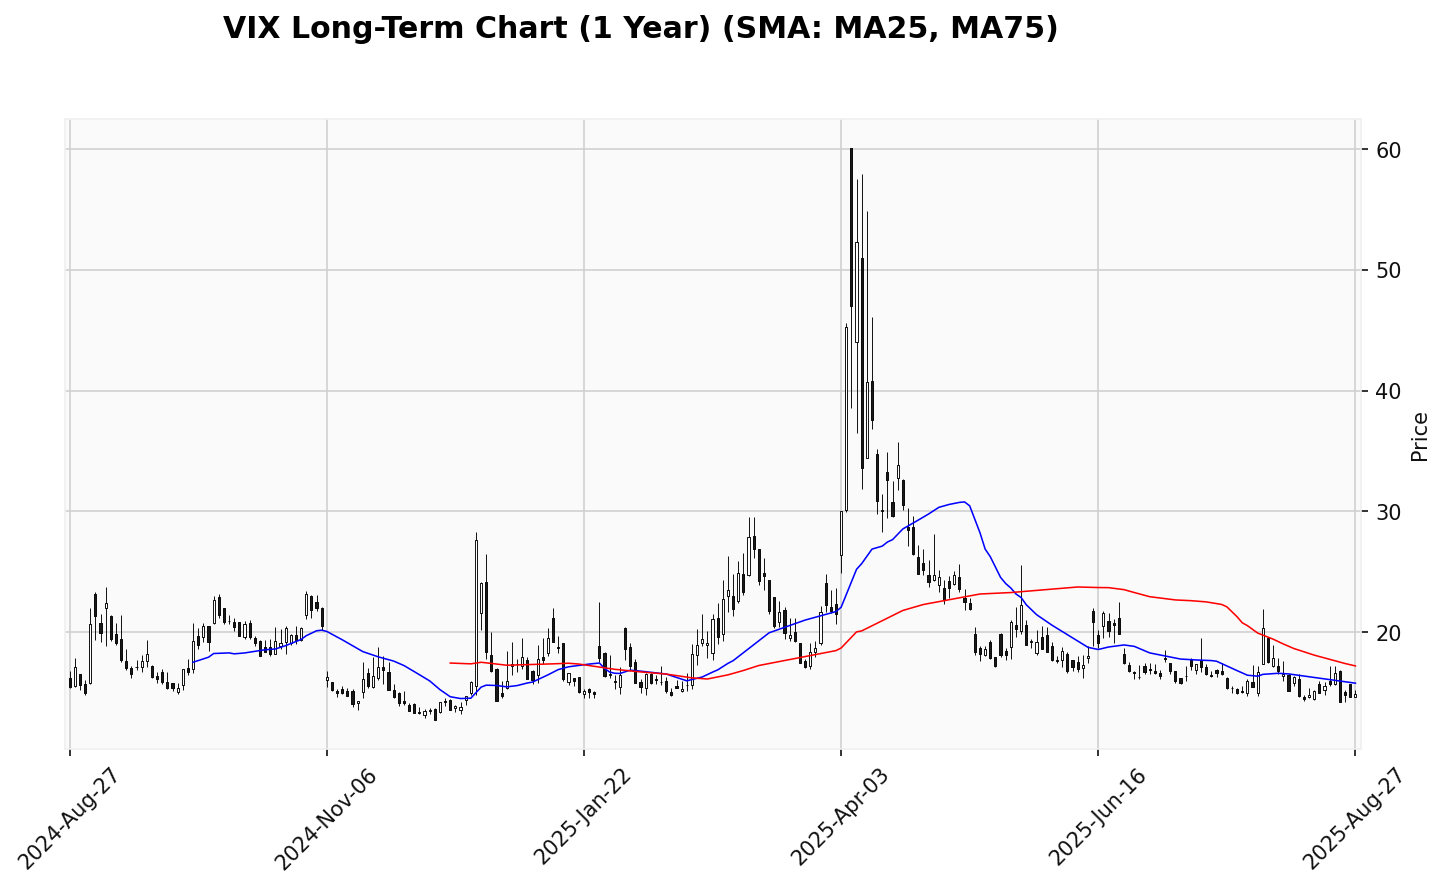 VIX Long-Term Chart (1 Year) (SMA: MA25, MA75)
60
50
40
30
20
Price
2024-Aug-27
2024-Nov-06
2025-Jan-22
2025-Apr-03
2025-Jun-16
2025-Aug-27